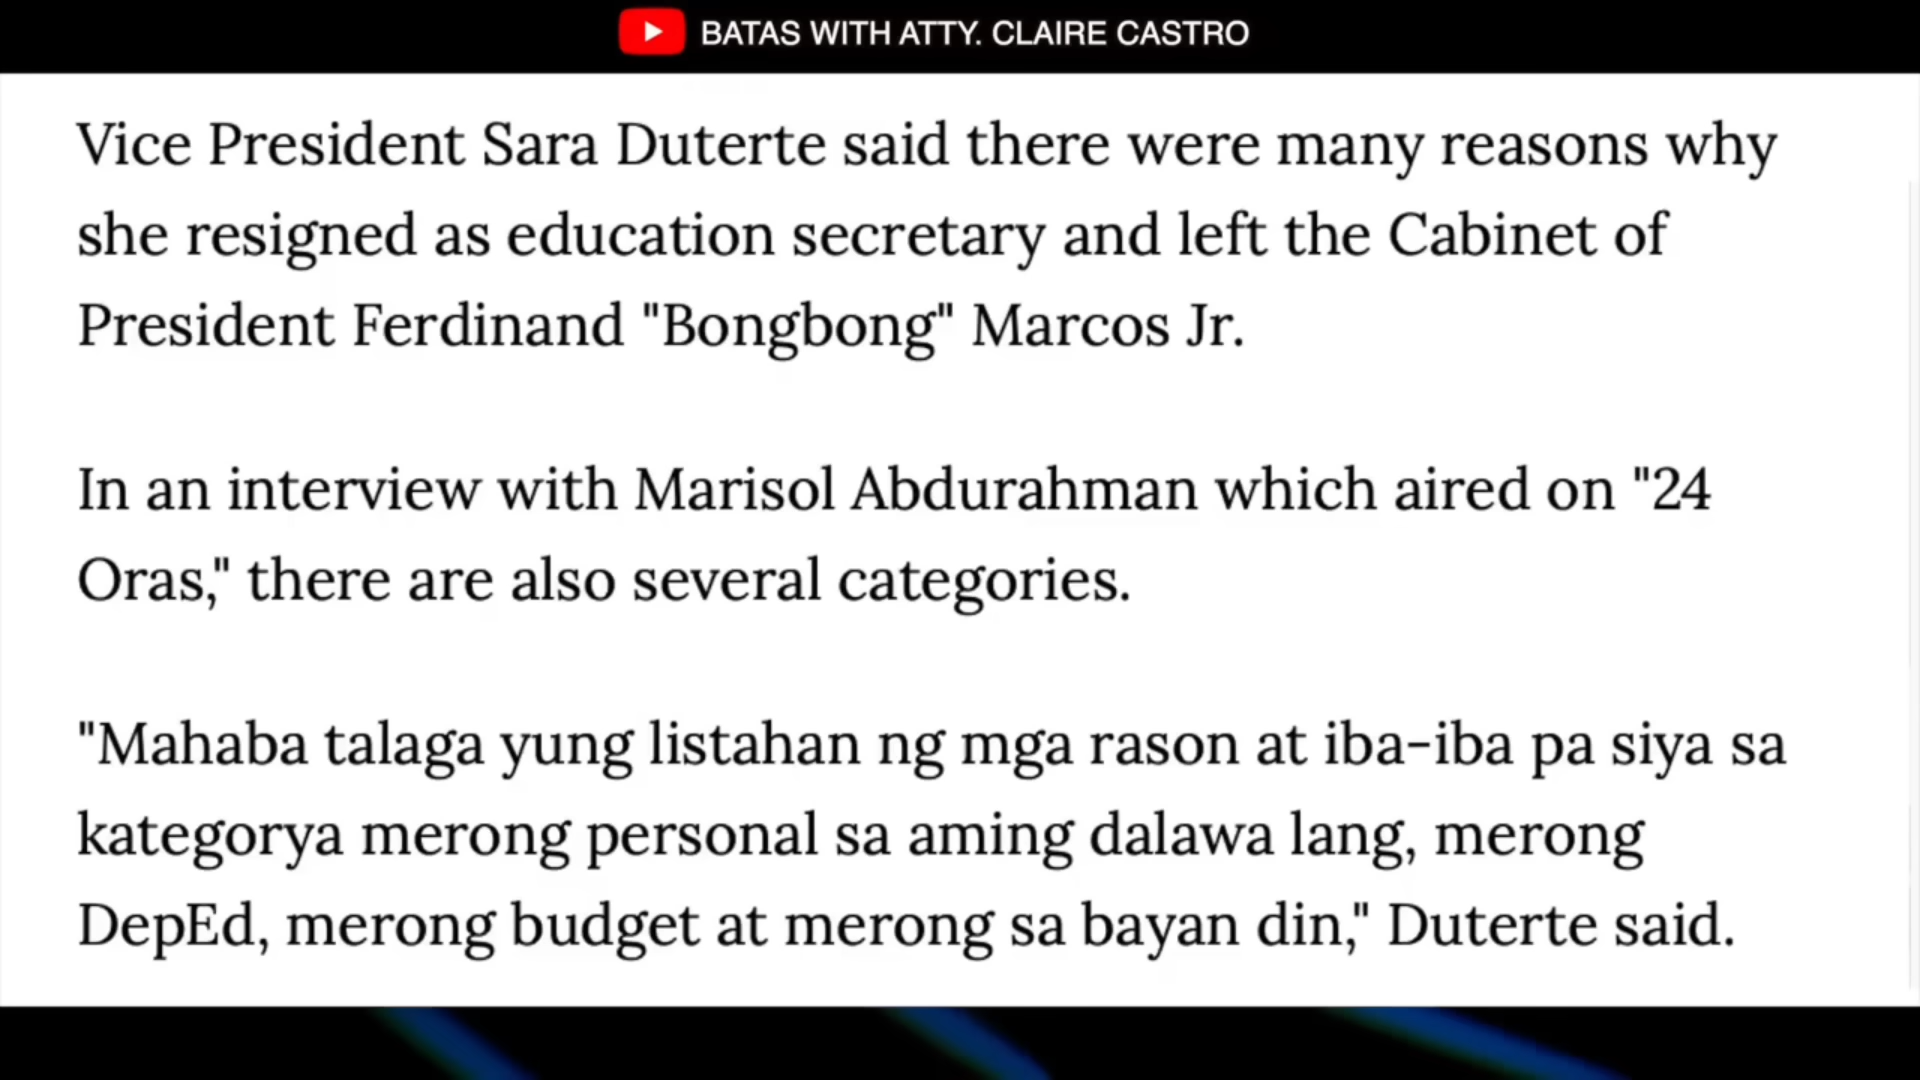 BATAS WITH ATTY. CLAIRE CASTRO
Vice President Sara Duterte said there were many reasons why
she resigned as education secretary and left the Cabinet of
President Ferdinand "Bongbong" Marcos Jr.
In an interview with Marisol Abdurahman which aired on "24
Oras," there are also several categories.
"Mahaba talaga yung listahan ng mga rason at iba-iba pa siya sa
kategorya merong personal sa aming dalawa lang, merong
DepEd, merong budget at merong sa bayan din," Duterte said.